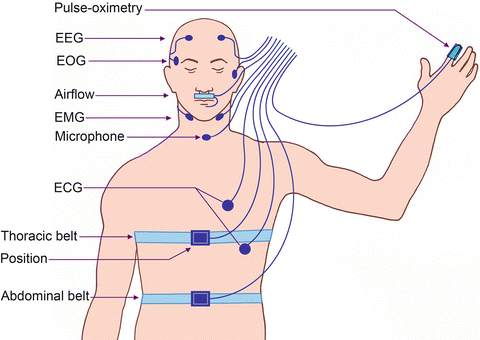 Pulse-oximetry
EEG
EOG
Airflow
EMG
Microphone
ECG
Thoracic belt
Position
Abdominal belt